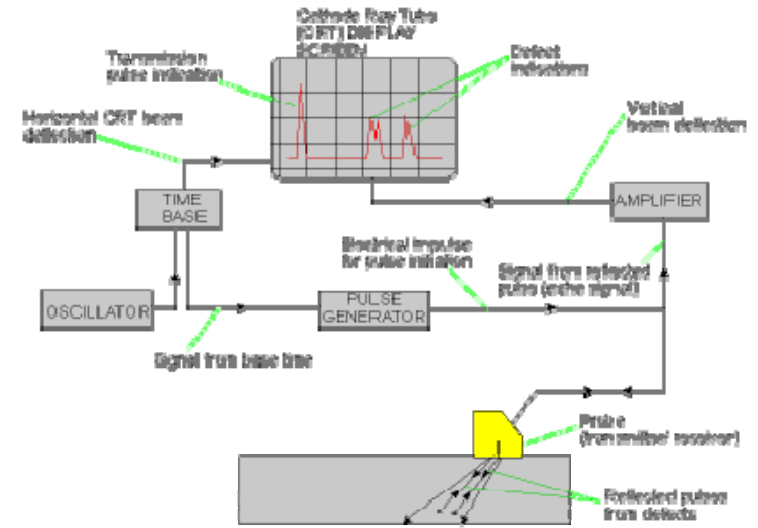 Cathode Ray Tube
(CRT) DISPLAY
SCREEN
Transmission
pulse indication
Defect
indications
Horizontal CRT beam
deflection
Vertical
beam deflection
TIME
BASE
AMPLIFIER
Electrical impulse
for pulse initiation
Signal from reflected
pulse (echo signal)
OSCILLATOR
PULSE
GENERATOR
Signal from base time
Probe
(transmitter/ receiver)
Reflected pulses
from defects